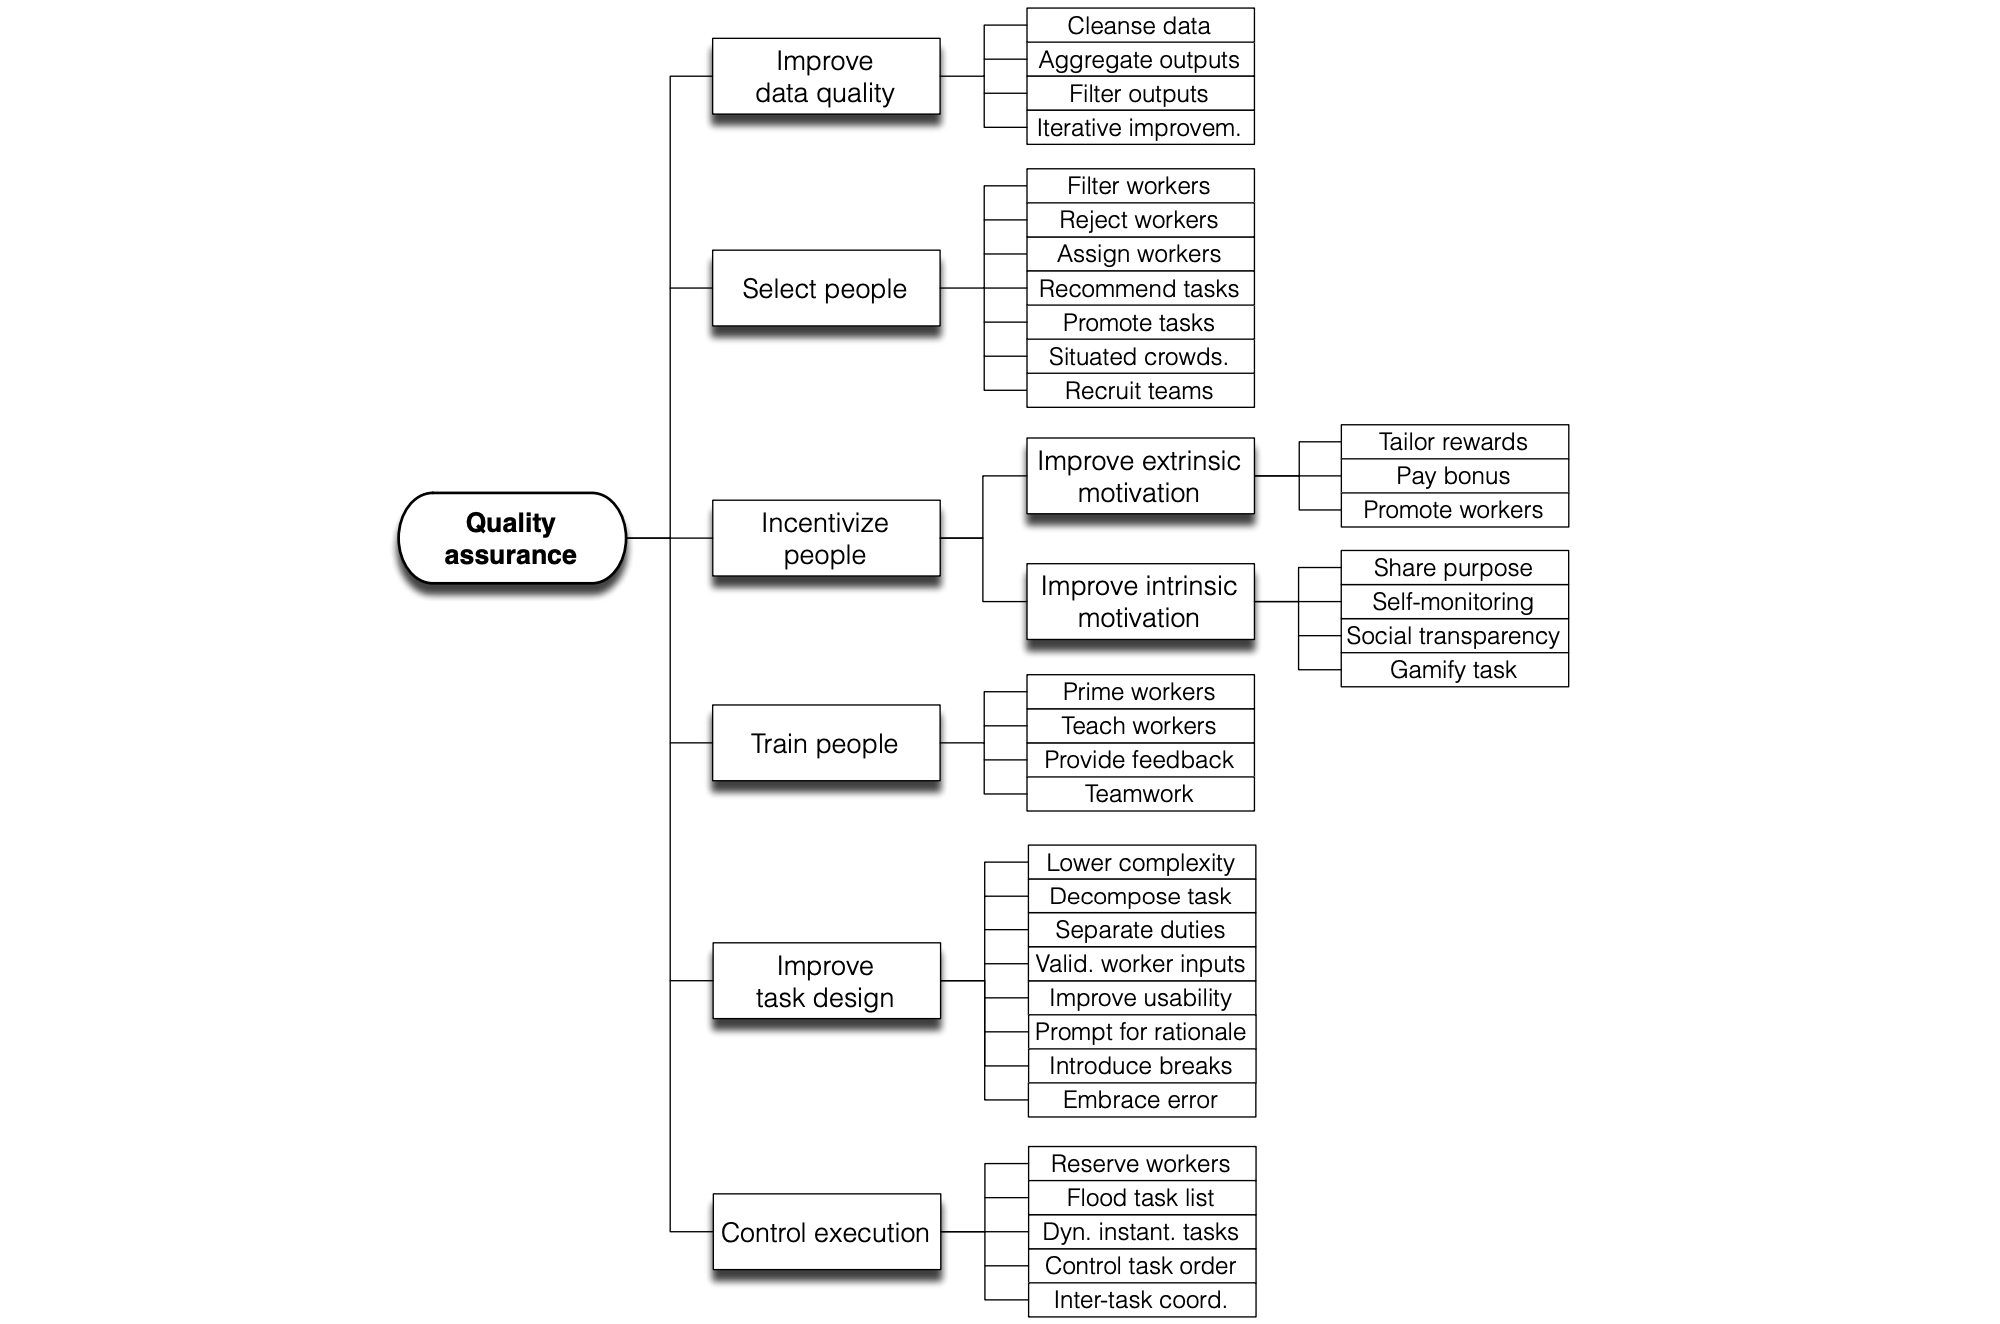 Quality
assurance
Improve
data quality
Cleanse data
Aggregate outputs
Filter outputs
Iterative improvem.
Select people
Filter workers
Reject workers
Assign workers
Recommend tasks
Promote tasks
Situated crowds.
Recruit teams
Incentivize
people
Improve extrinsic
motivation
Tailor rewards
Pay bonus
Promote workers
Improve intrinsic
motivation
Share purpose
Self-monitoring
Social transparency
Gamify task
Train people
Prime workers
Teach workers
Provide feedback
Teamwork
Improve
task design
Lower complexity
Decompose task
Separate duties
Valid. worker inputs
Improve usability
Prompt for rationale
Introduce breaks
Embrace error
Control execution
Reserve workers
Flood task list
Dyn. instant. tasks
Control task order
Inter-task coord.